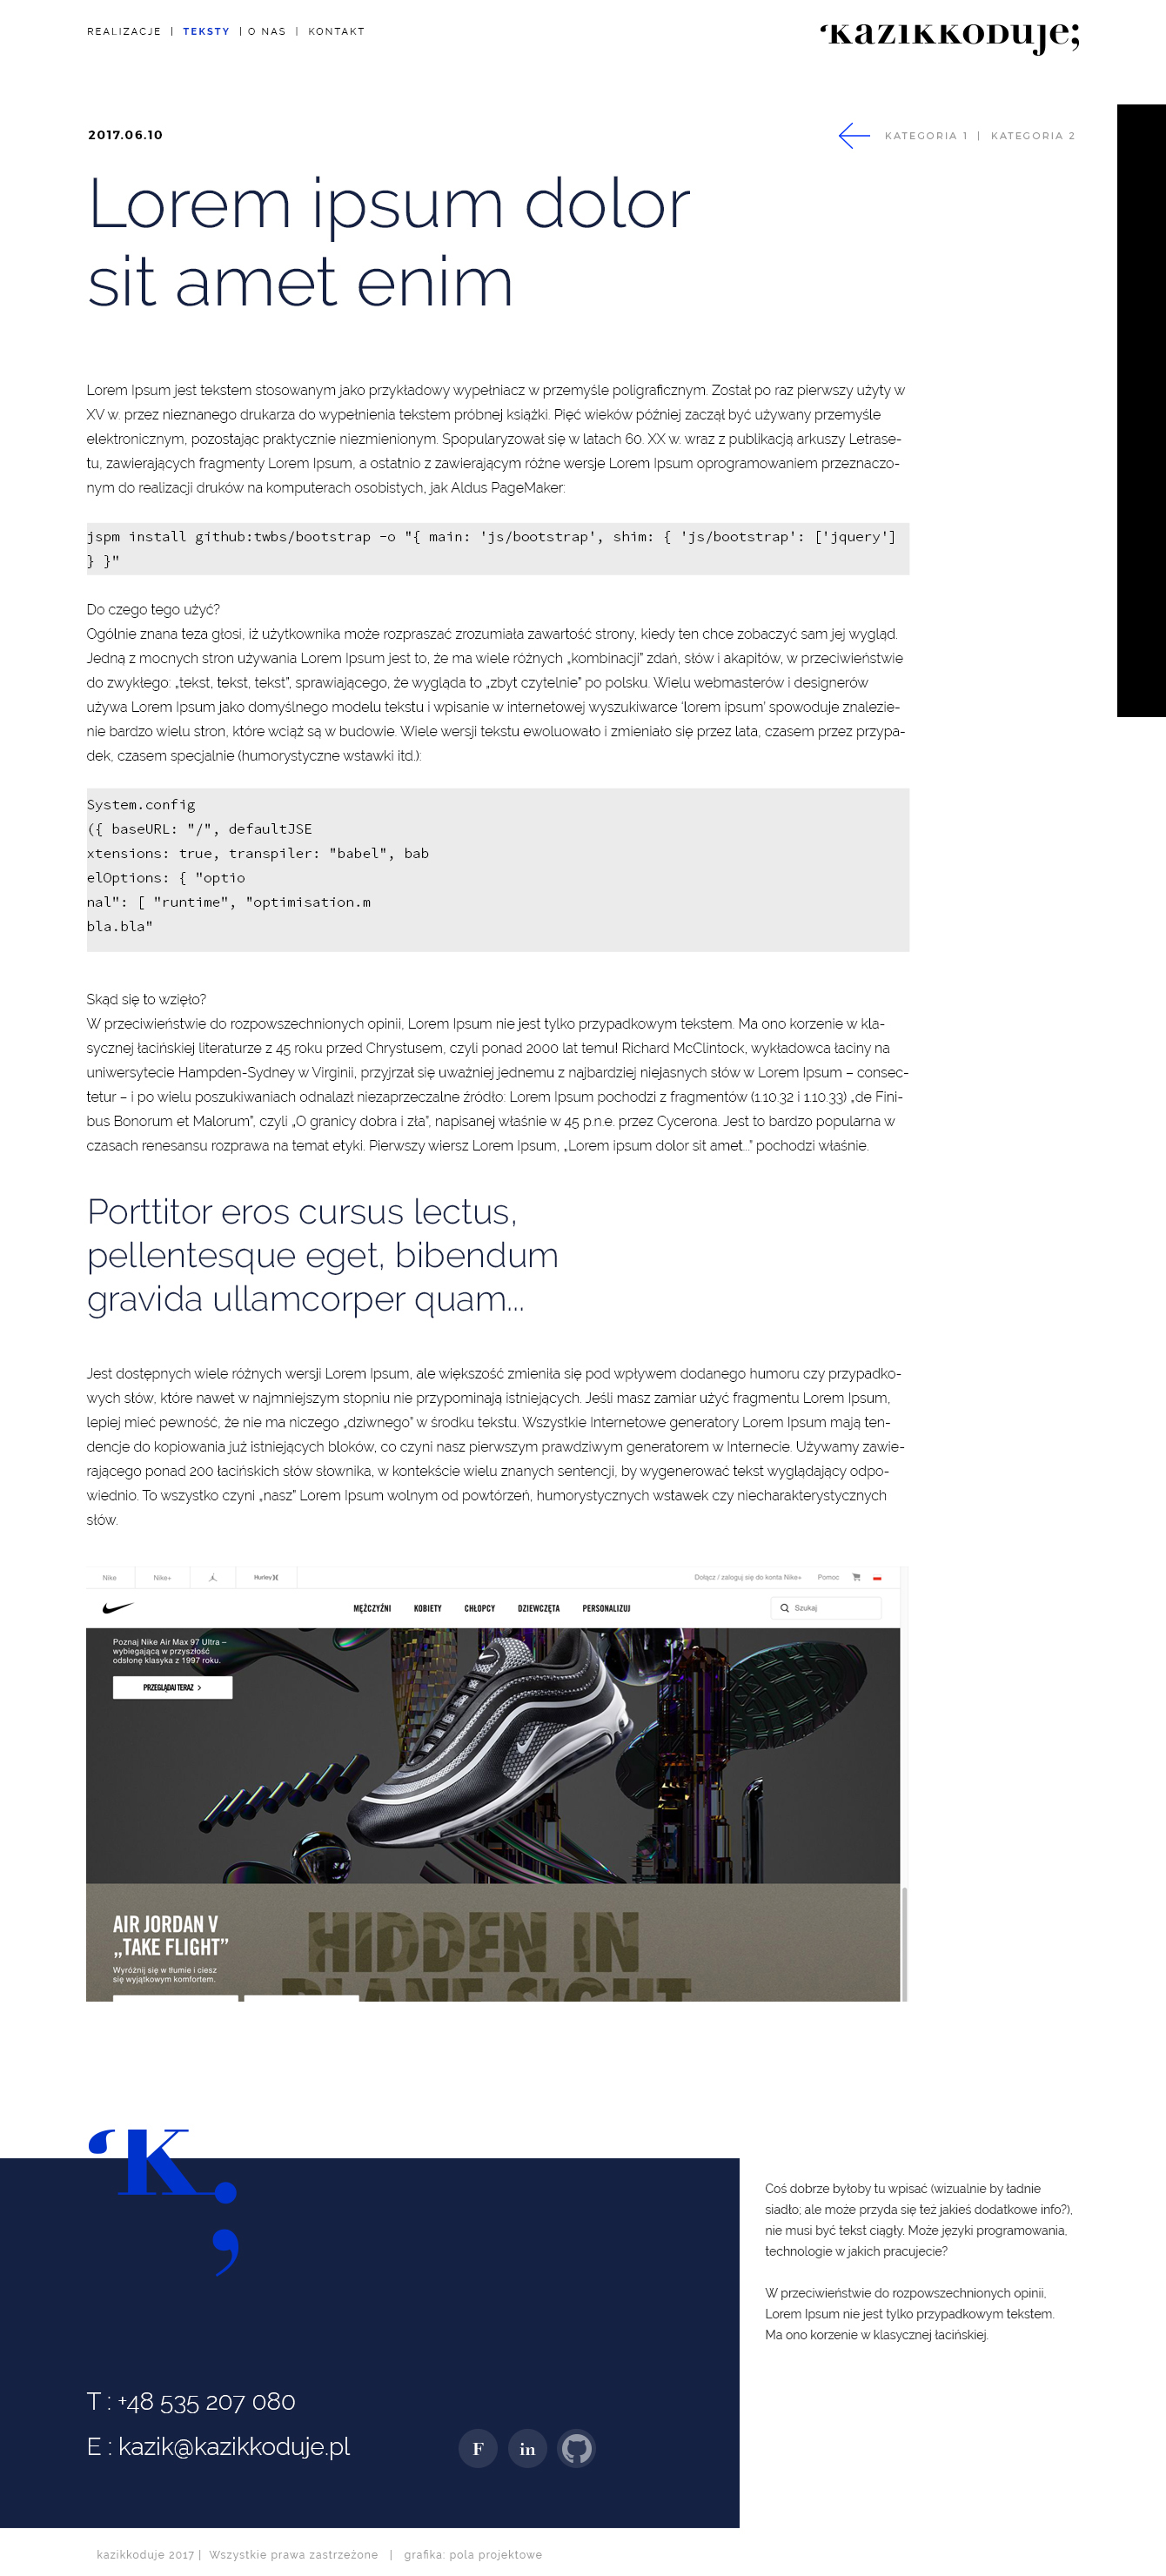 REALIZACJE | TEKSTY | O NAS | KONTAKT
kazikkoduje;
2017.06.10
KATEGORIA 1 | KATEGORIA 2
Lorem ipsum dolor
sit amet enim
Lorem Ipsum jest tekstem stosowanym jako przykładowy wypełniacz w przemyśle poligraficznym. Został po raz pierwszy użyty w
XV w. przez nieznanego drukarza do wypełnienia tekstem próbnej książki. Pięć wieków później zaczął być używany przemyśle
elektronicznym, pozostając praktycznie niezmienionym. Spopularyzował się w latach 60. XX w. wraz z publikacją arkuszy Letrase-
tu, zawierających fragmenty Lorem Ipsum, a ostatnio z zawierającym różne wersje Lorem Ipsum oprogramowaniem przeznaczo-
nym do realizacji druków na komputerach osobistych, jak Aldus PageMaker:
jspm install github:twbs/bootstrap -o "{ main: 'js/bootstrap', shim: { 'js/bootstrap': ['jquery']
} }"
Do czego tego użyć?
Ogólnie znana teza głosi, iż użytkownika może rozpraszać zrozumiała zawartość strony, kiedy ten chce zobaczyć sam jej wygląd.
Jedną z mocnych stron używania Lorem Ipsum jest to, że ma wiele różnych „kombinacji” zdań, słów i akapitów, w przeciwieństwie
do zwykłego: „tekst, tekst, tekst”, sprawiającego, że wygląda to „zbyt czytelnie” po polsku. Wielu webmasterów i designerów
używa Lorem Ipsum jako domyślnego modelu tekstu i wpisanie w internetowej wyszukiwarce ‘lorem ipsum’ spowoduje znalezie-
nie bardzo wielu stron, które wciąż są w budowie. Wiele wersji tekstu ewoluowało i zmieniało się przez lata, czasem przez przypa-
dek, czasem specjalnie (humorystyczne wstawki itd.):
System.config
({ baseURL: "/", defaultJSE
xtensions: true, transpiler: "babel", bab
elOptions: { "optio
nal": [ "runtime", "optimisation.m
bla.bla"
Skąd się to wzięło?
W przeciwieństwie do rozpowszechnionych opinii, Lorem Ipsum nie jest tylko przypadkowym tekstem. Ma ono korzenie w kla-
sycznej łacińskiej literaturze z 45 roku przed Chrystusem, czyli ponad 2000 lat temu! Richard McClintock, wykładowca łaciny na
uniwersytecie Hampden-Sydney w Virginii, przyjrzał się uważniej jednemu z najbardziej niejasnych słów w Lorem Ipsum – consec-
tetur – i po wielu poszukiwaniach odnalazł niezaprzeczalne źródło: Lorem Ipsum pochodzi z fragmentów (1.10.32 i 1.10.33) „de Fini-
bus Bonorum et Malorum”, czyli „O granicy dobra i zła”, napisanej właśnie w 45 p.n.e. przez Cycerona. Jest to bardzo popularna w
czasach renesansu rozprawa na temat etyki. Pierwszy wiersz Lorem Ipsum, „Lorem ipsum dolor sit amet...” pochodzi właśnie.
Porttitor eros cursus lectus,
pellentesque eget, bibendum
gravida ullamcorper quam...
Jest dostępnych wiele różnych wersji Lorem Ipsum, ale większość zmieniła się pod wpływem dodanego humoru czy przypadko-
wych słów, które nawet w najmniejszym stopniu nie przypominają istniejących. Jeśli masz zamiar użyć fragmentu Lorem Ipsum,
lepiej mieć pewność, że nie ma niczego „dziwnego” w środku tekstu. Wszystkie Internetowe generatory Lorem Ipsum mają ten-
dencje do kopiowania już istniejących bloków, co czyni nasz pierwszym prawdziwym generatorem w Internecie. Używamy zawie-
rającego ponad 200 łacińskich słów słownika, w kontekście wielu znanych sentencji, by wygenerować tekst wyglądający odpo-
wiednio. To wszystko czyni „nasz” Lorem Ipsum wolnym od powtórzeń, humorystycznych wstawek czy niecharakterystycznych
słów.
Nike Nike+ Hurley Dołącz / zaloguj się do konta Nike+ Pomoc
MĘŻCZYŹNI KOBIETY CHŁOPCY DZIEWCZĘTA PERSONALIZUJ Szukaj
Poznaj Nike Air Max 97 Ultra –
wybiegającą w przyszłość
odsłonę klasyka z 1997 roku.
PRZEGLĄDAJ TERAZ >
AIR JORDAN V
„TAKE FLIGHT”
Wyróżnij się w tłumie i ciesz
się wyjątkowym komfortem.
HIDDEN IN
PLANE SIGHT
K;
Coś dobrze byłoby tu wpisać (wizualnie by ładnie
siadło; ale może przyda się też jakieś dodatkowe info?),
nie musi być tekst ciągły. Może języki programowania,
technologie w jakich pracujecie?
W przeciwieństwie do rozpowszechnionych opinii,
Lorem Ipsum nie jest tylko przypadkowym tekstem.
Ma ono korzenie w klasycznej łacińskiej.
T : +48 535 207 080
E : kazik@kazikkoduje.pl
F in
kazikkoduje 2017 | Wszystkie prawa zastrzeżone | grafika: pola projektowe